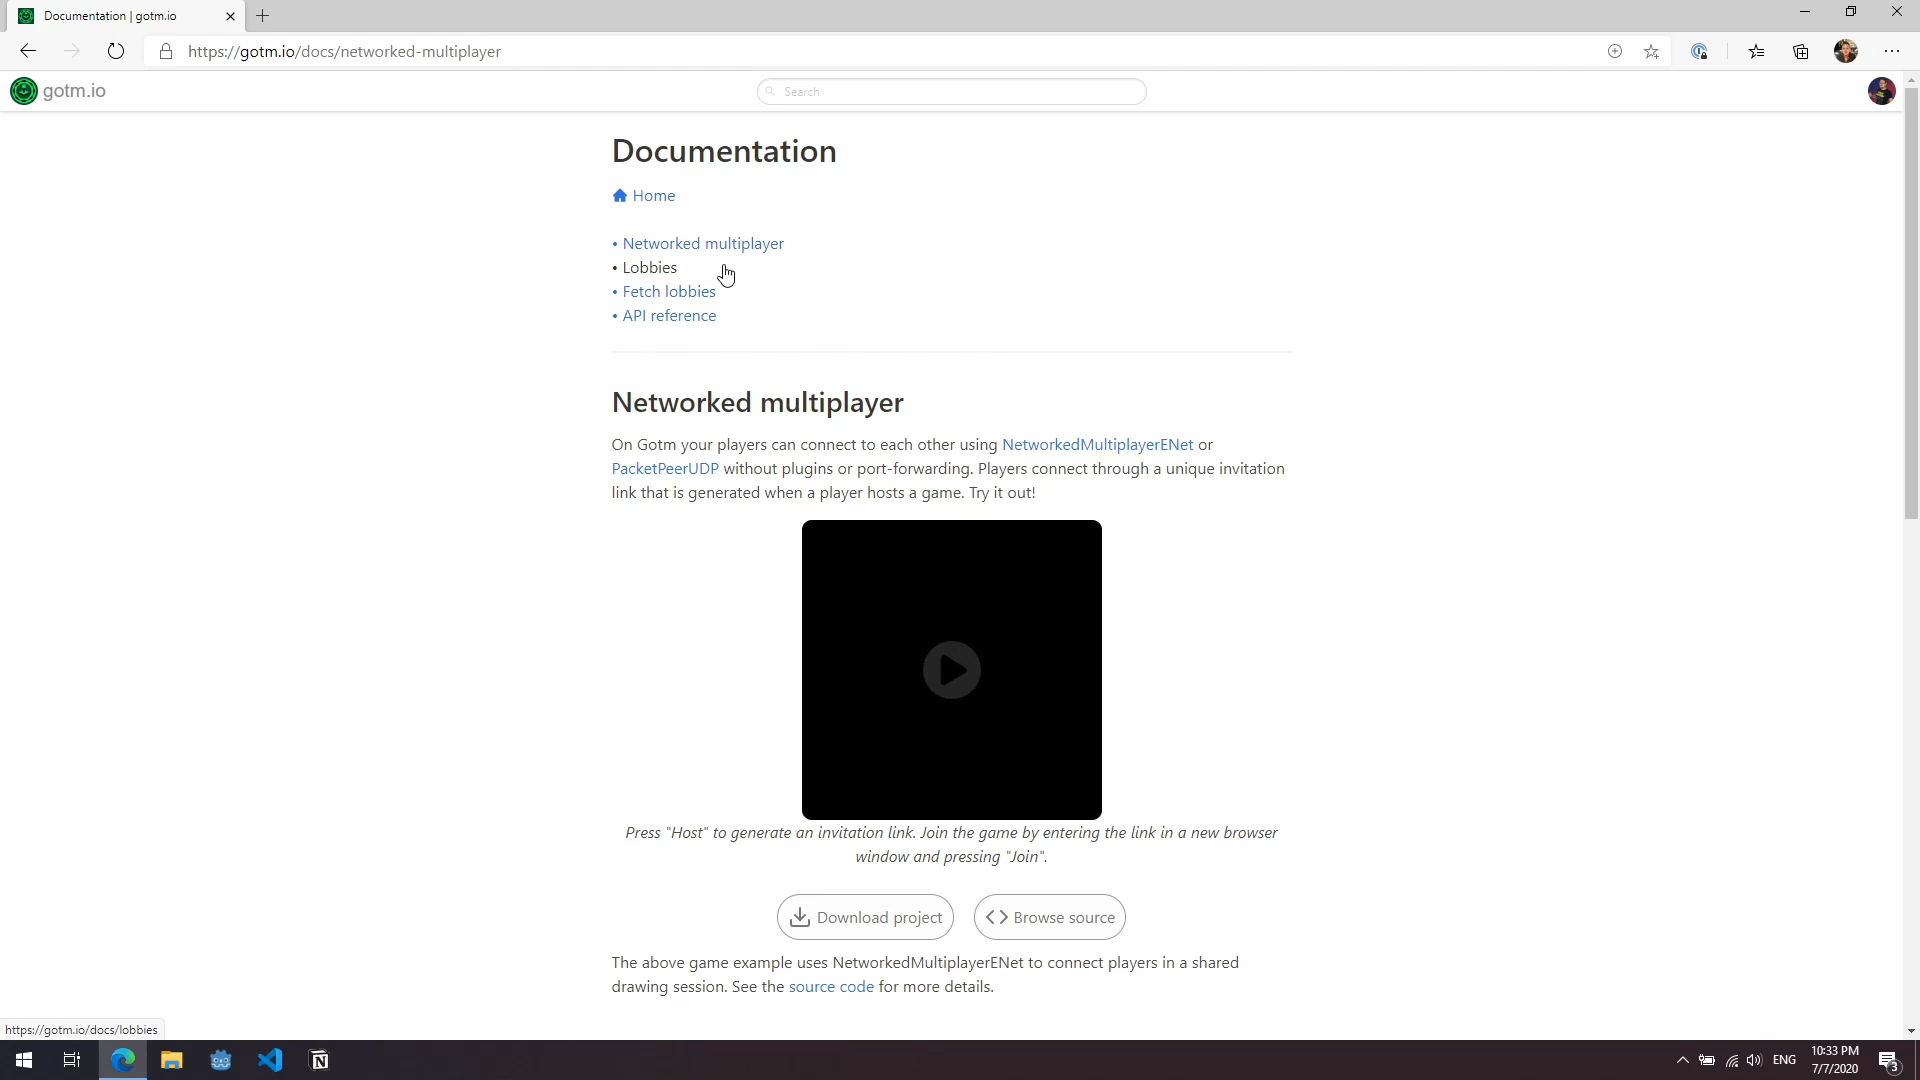 Documentation | gotm.io
https://gotm.io/docs/networked-multiplayer
gotm.io
Search
Documentation
Home
• Networked multiplayer
• Lobbies
• Fetch lobbies
• API reference
Networked multiplayer
On Gotm your players can connect to each other using NetworkedMultiplayerENet or
PacketPeerUDP without plugins or port-forwarding. Players connect through a unique invitation
link that is generated when a player hosts a game. Try it out!
Press "Host" to generate an invitation link. Join the game by entering the link in a new browser
window and pressing "Join".
Download project
Browse source
The above game example uses NetworkedMultiplayerENet to connect players in a shared
drawing session. See the source code for more details.
https://gotm.io/docs/lobbies
ENG
10:33 PM
7/7/2020
3